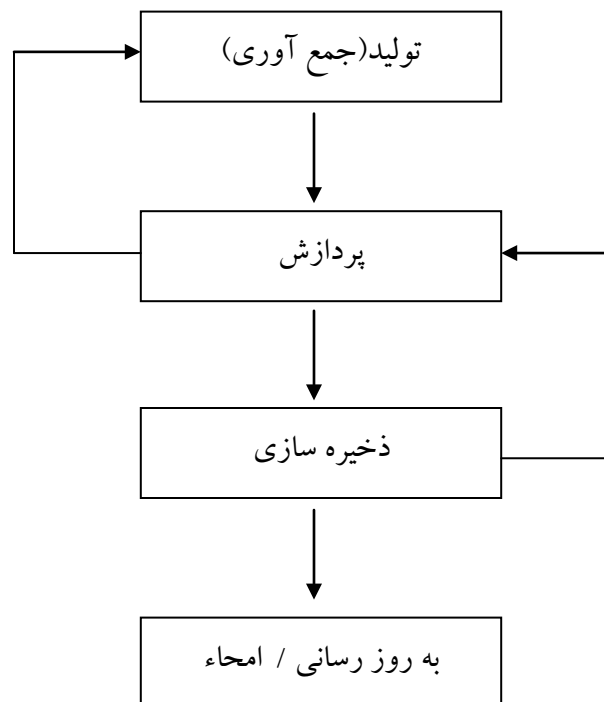 تولید(جمع آوری)
پردازش
ذخیره سازی
به روز رسانی / امحاء